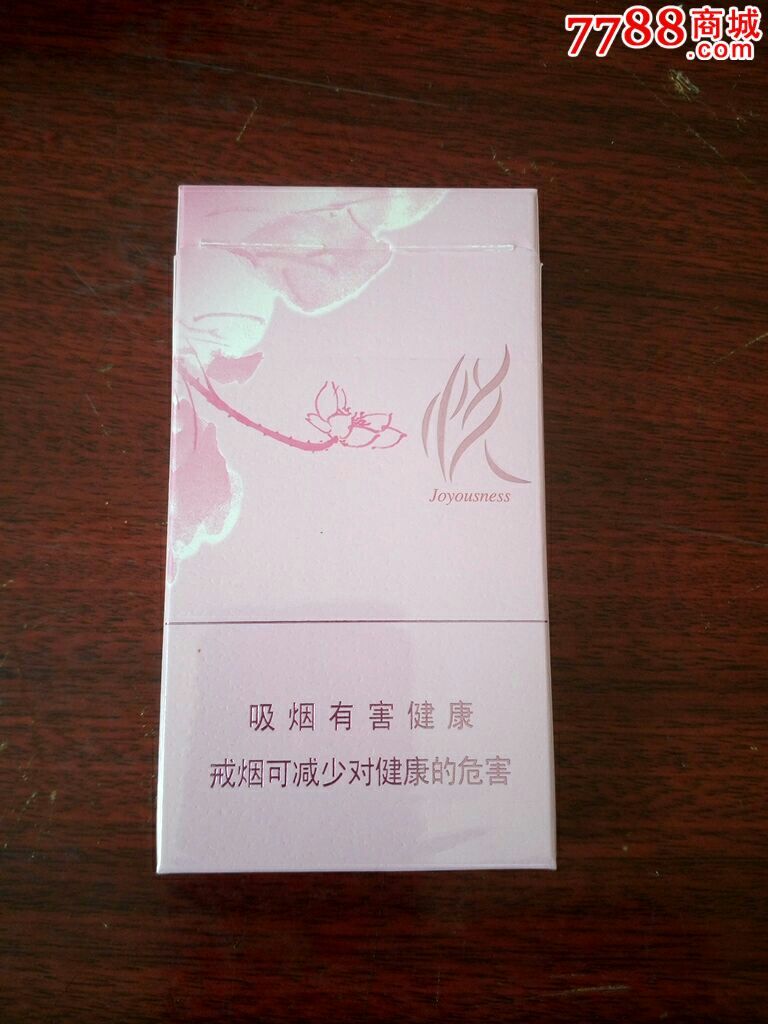 7788商城
.com
悦
Joyousness
吸烟有害健康
戒烟可减少对健康的危害